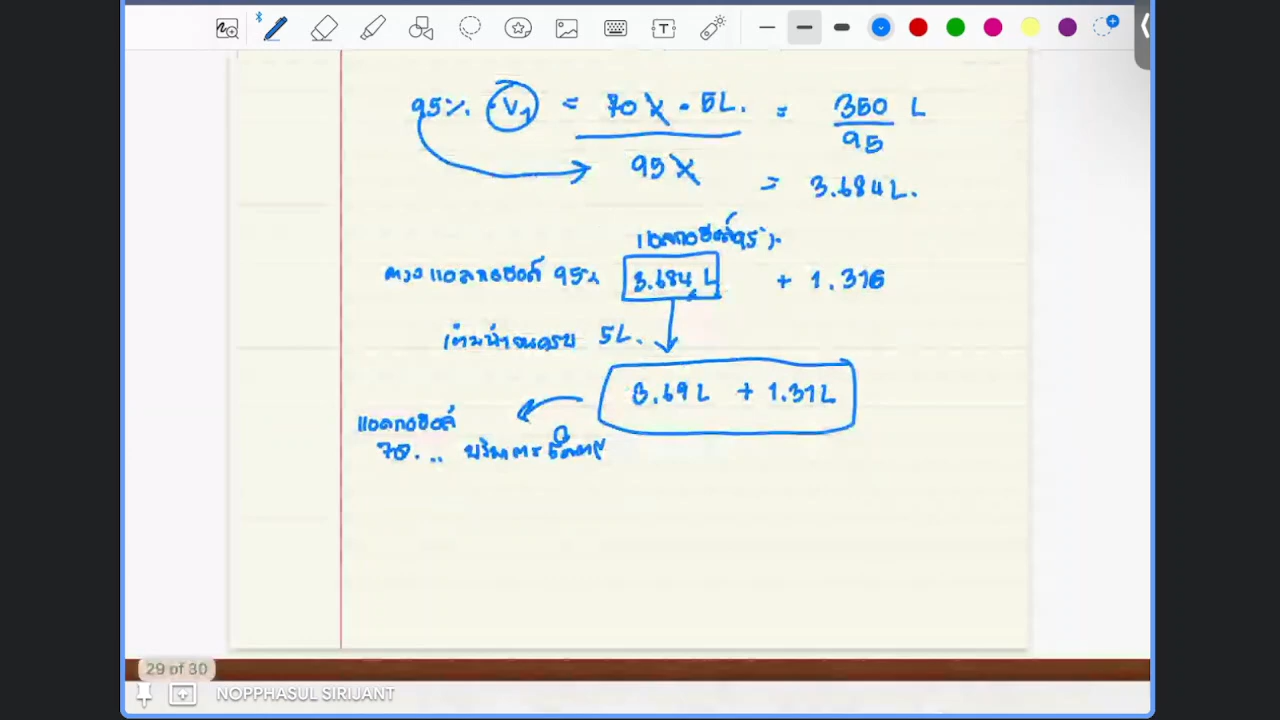 95% · V1 = 70% · 5L. = 350 L
95% 95
= 3.684 L.
แอลกอฮอล์ 95%
ตวงแอลกอฮอล์ 95% 3.684 L + 1.316
เติมน้ำจนครบ 5L.
3.69 L + 1.31 L
แอลกอฮอล์
70... ปริมาตร
29 of 30
NOPPHASUL SIRIJANT